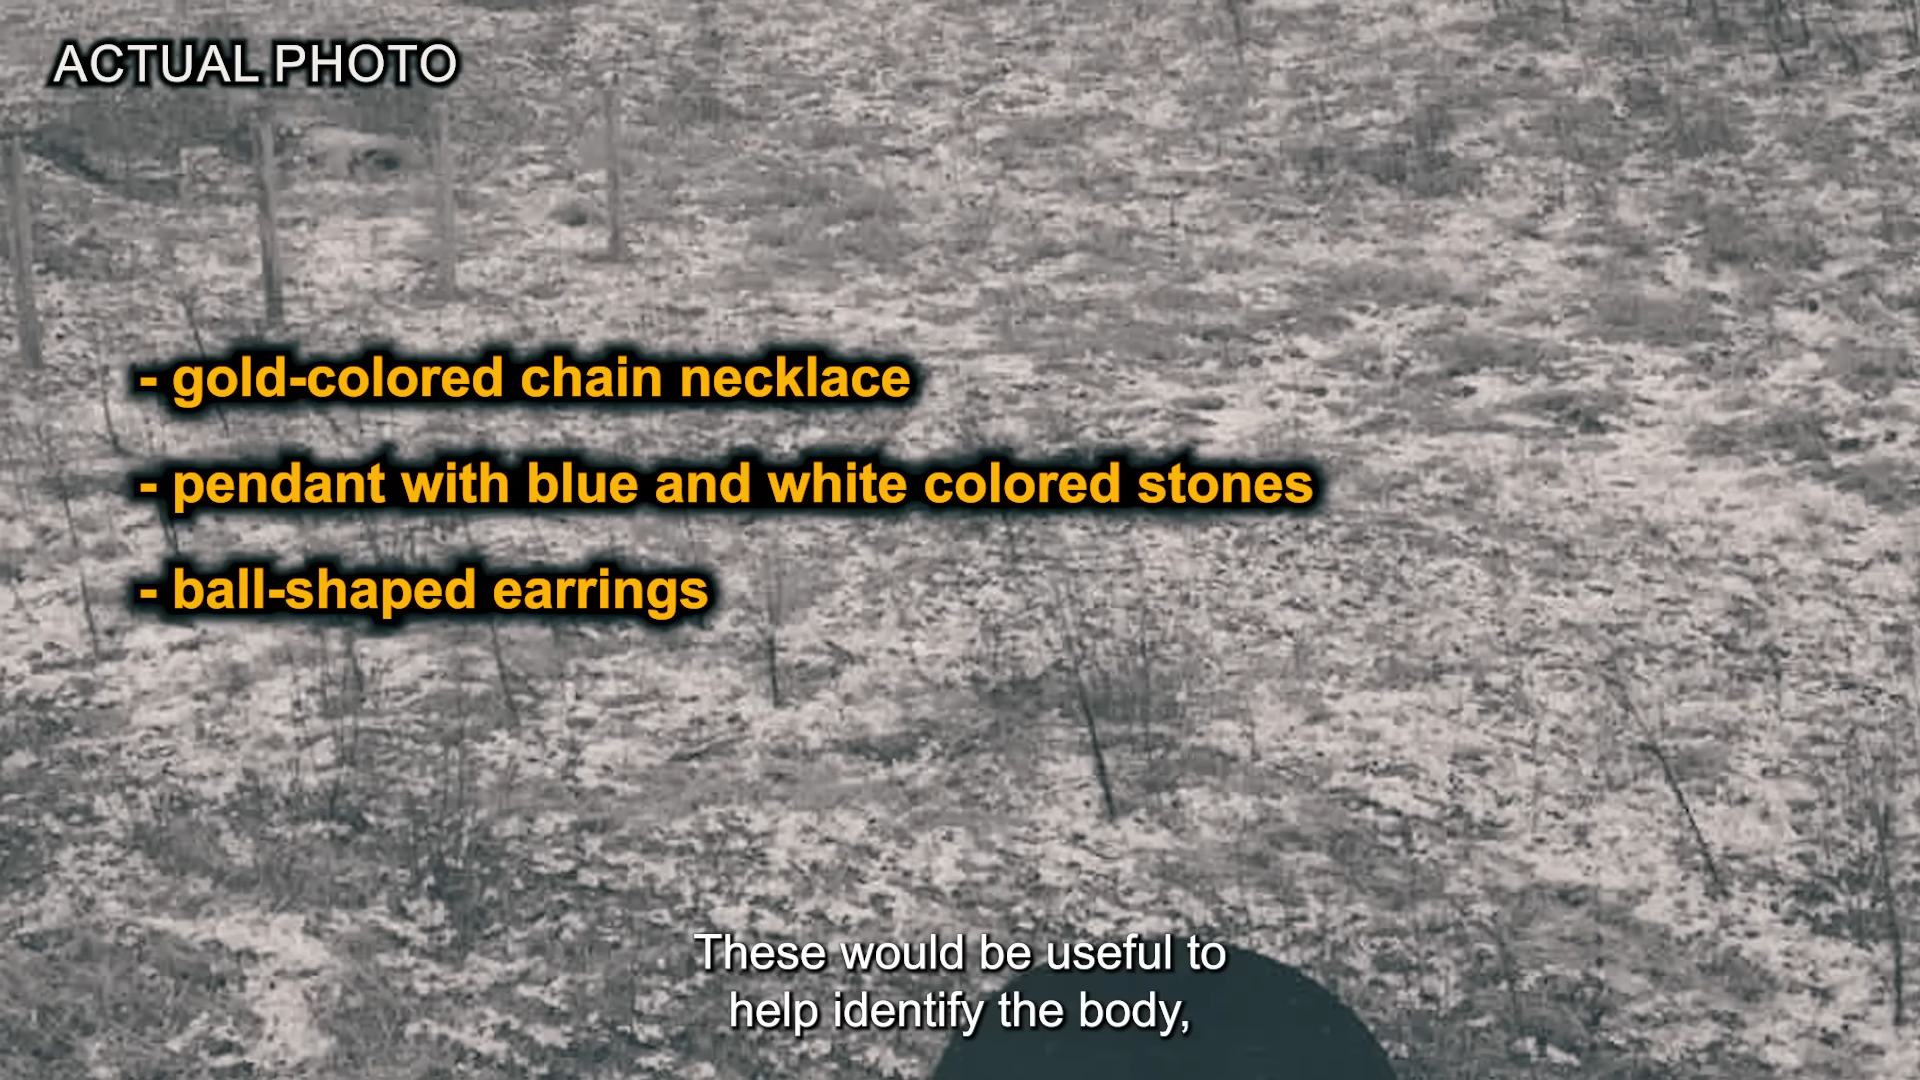 ACTUAL PHOTO
- gold-colored chain necklace
- pendant with blue and white colored stones
- ball-shaped earrings
These would be useful to
help identify the body,